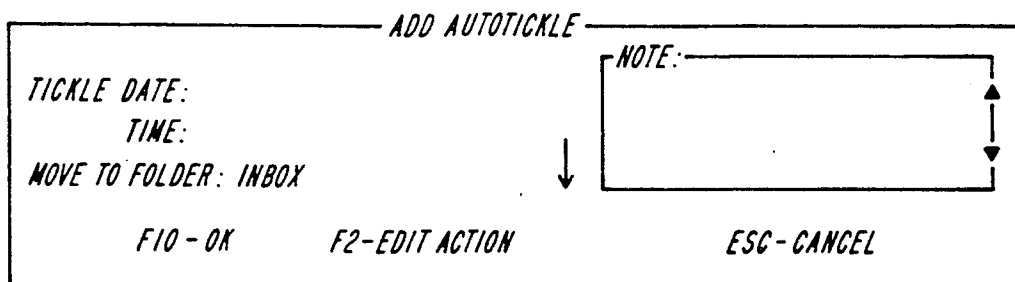 ADD AUTOTICKLE
NOTE:
TICKLE DATE:
TIME:
MOVE TO FOLDER: INBOX
F10-OK F2-EDIT ACTION ESC-CANCEL